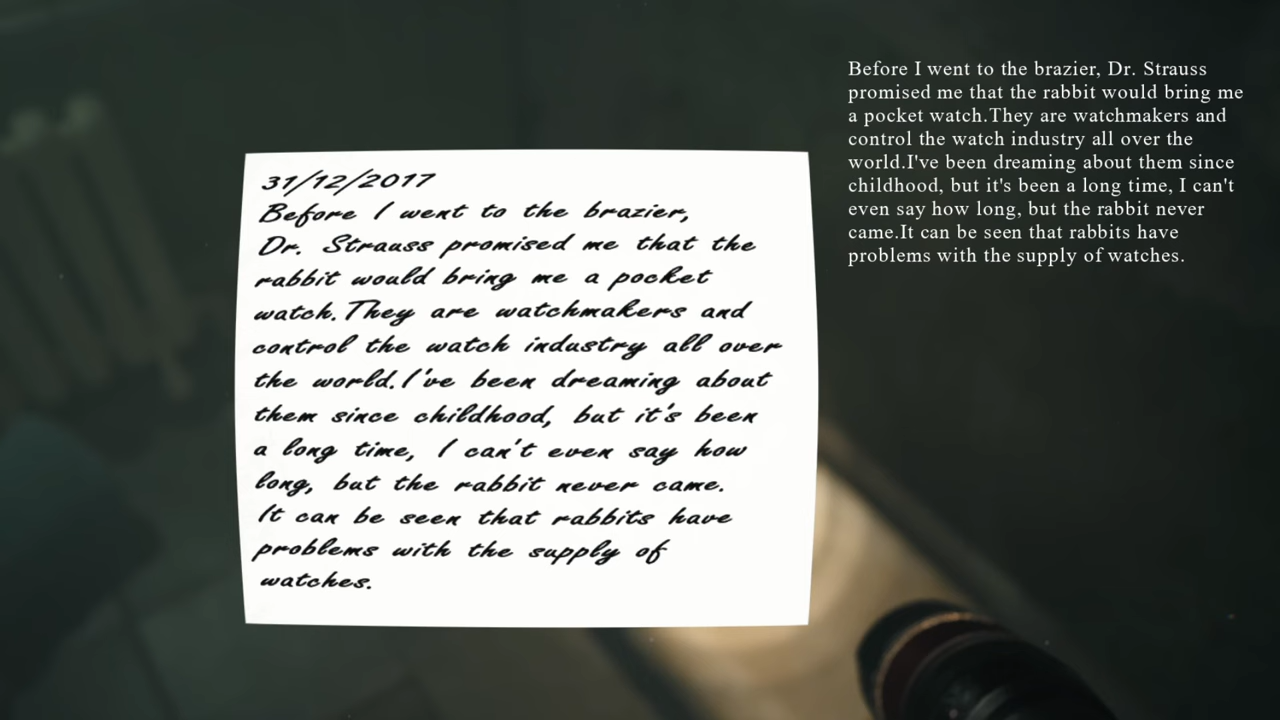 31/12/2017
Before I went to the brazier,
Dr. Strauss promised me that the
rabbit would bring me a pocket
watch.They are watchmakers and
control the watch industry all over
the world.I've been dreaming about
them since childhood, but it's been
a long time, I can't even say how
long, but the rabbit never came.
It can be seen that rabbits have
problems with the supply of
watches.
Before I went to the brazier, Dr. Strauss
promised me that the rabbit would bring me
a pocket watch.They are watchmakers and
control the watch industry all over the
world.I've been dreaming about them since
childhood, but it's been a long time, I can't
even say how long, but the rabbit never
came.It can be seen that rabbits have
problems with the supply of watches.